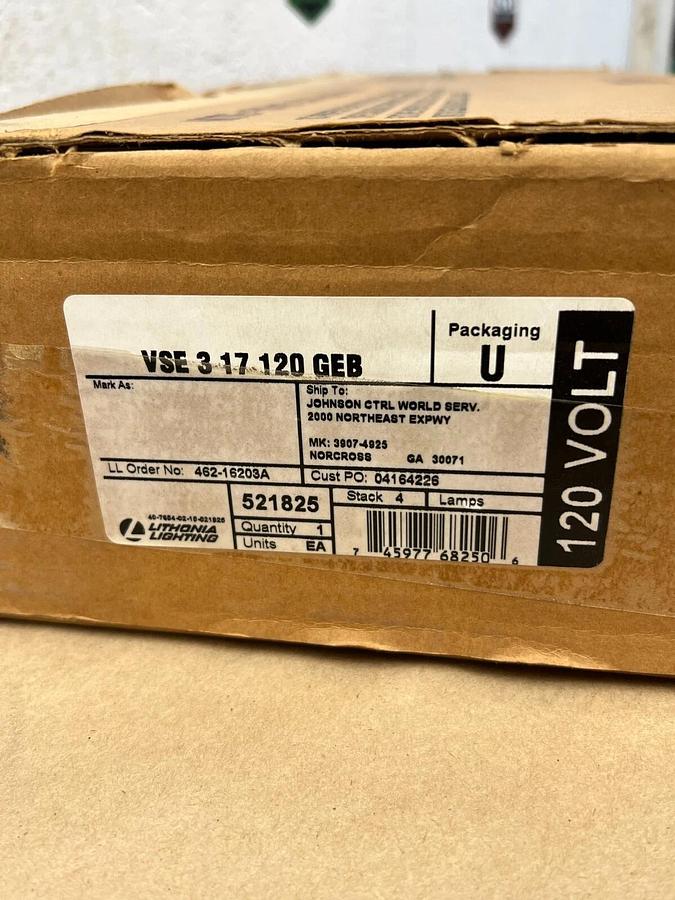 VSE 3 17 120 GEB
Packaging
U
120 VOLT
Mark As:
Ship To:
JOHNSON CTRL WORLD SERV.
2000 NORTHEAST EXPWY
MK: 3907-4925
NORCROSS GA 30071
LL Order No: 462-16203A
Cust PO: 04164226
521825
Stack 4
Lamps
Quantity 1
Units EA
LITHONIA
LIGHTING
7 45977 68250 6